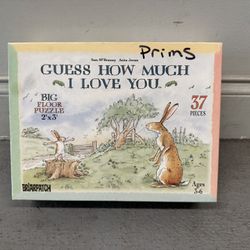 Prims
Sam McBratney Anita Jeram
GUESS HOW MUCH
I LOVE YOU.
BIG
FLOOR
PUZZLE
2'x3'
37
PIECES
BRIARPATCH
Ages
3-6